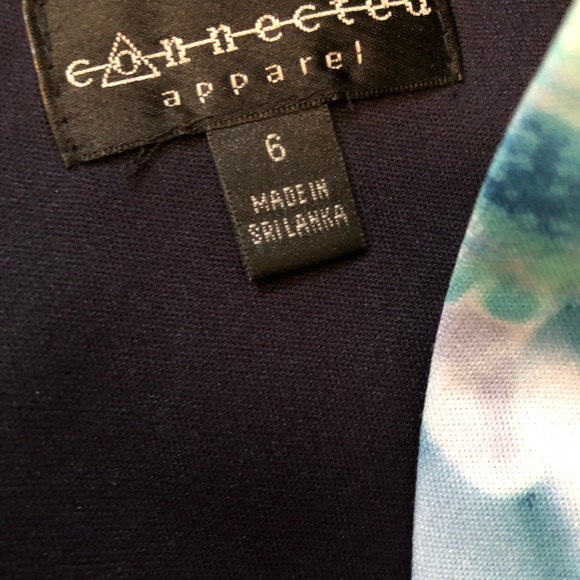 connected
apparel
6
MADE IN
SRI LANKA